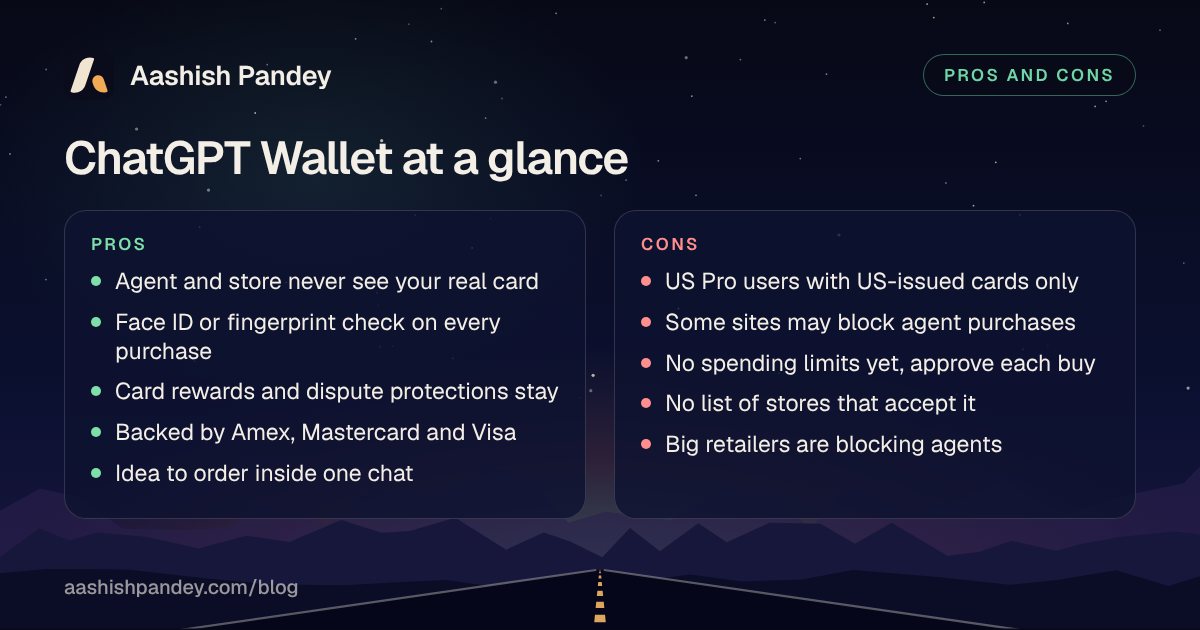 Aashish Pandey
PROS AND CONS
ChatGPT Wallet at a glance
PROS
Agent and store never see your real card
Face ID or fingerprint check on every
purchase
Card rewards and dispute protections stay
Backed by Amex, Mastercard and Visa
Idea to order inside one chat
CONS
US Pro users with US-issued cards only
Some sites may block agent purchases
No spending limits yet, approve each buy
No list of stores that accept it
Big retailers are blocking agents
aashishpandey.com/blog